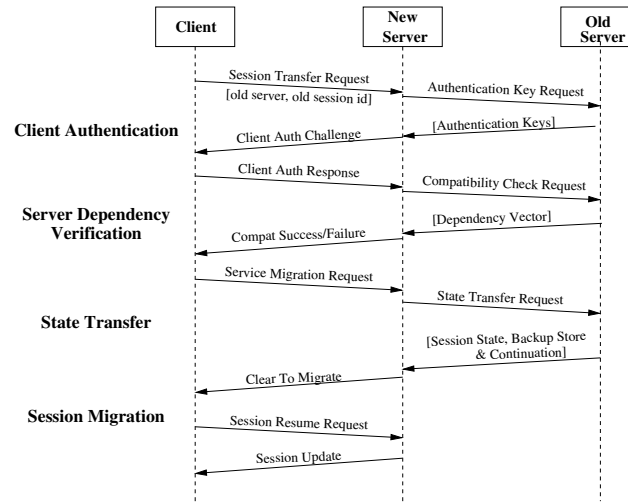 Client
New
Server
Old
Server
Session Transfer Request
[old server, old session id]
Authentication Key Request
Client Authentication
[Authentication Keys]
Client Auth Challenge
Client Auth Response
Compatibility Check Request
Server Dependency
Verification
[Dependency Vector]
Compat Success/Failure
Service Migration Request
State Transfer Request
State Transfer
[Session State, Backup Store
& Continuation]
Clear To Migrate
Session Migration
Session Resume Request
Session Update